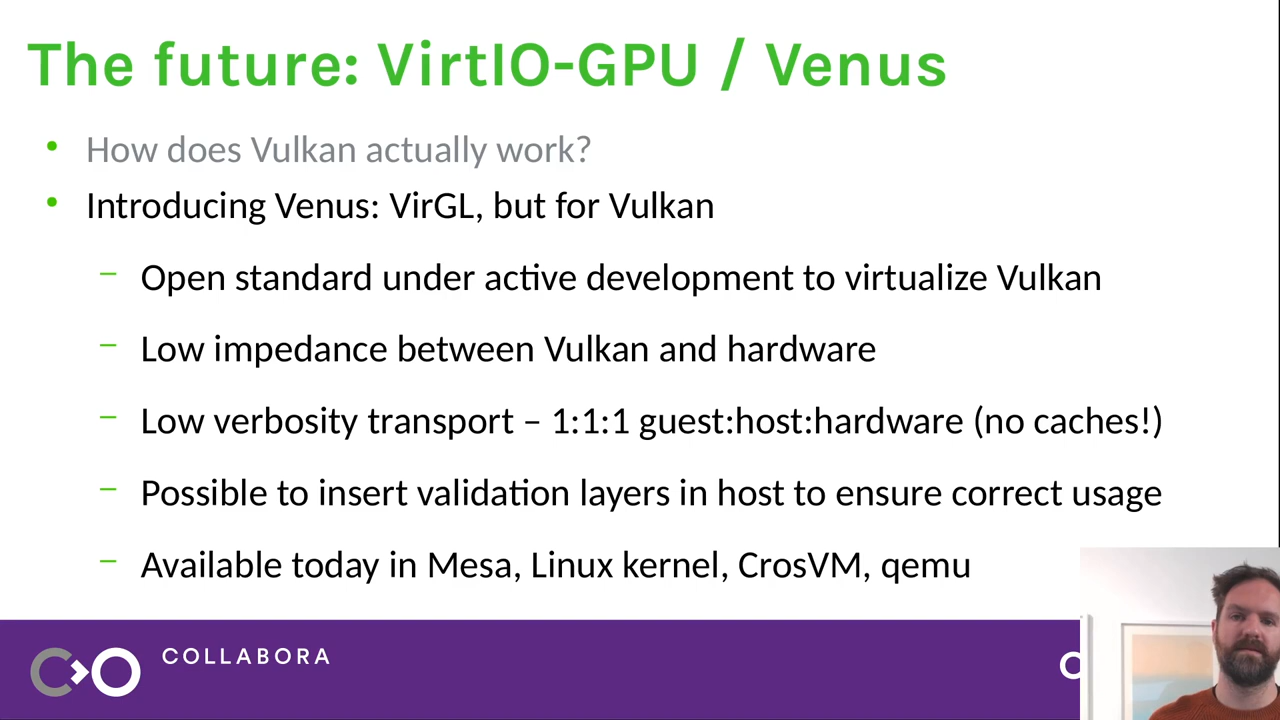 The future: VirtIO-GPU / Venus
• How does Vulkan actually work?
• Introducing Venus: VirGL, but for Vulkan
– Open standard under active development to virtualize Vulkan
– Low impedance between Vulkan and hardware
– Low verbosity transport – 1:1:1 guest:host:hardware (no caches!)
– Possible to insert validation layers in host to ensure correct usage
– Available today in Mesa, Linux kernel, CrosVM, qemu
COLLABORA